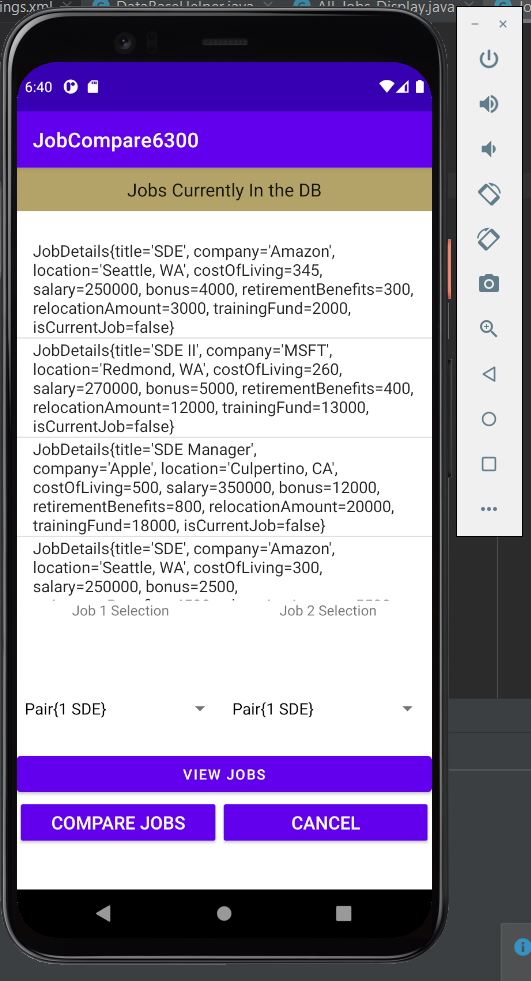 ngs.xml
DataBaseHelper.java
All_Jobs_Display.java
6:40
JobCompare6300
Jobs Currently In the DB
JobDetails{title='SDE', company='Amazon',
location='Seattle, WA', costOfLiving=345,
salary=250000, bonus=4000, retirementBenefits=300,
relocationAmount=3000, trainingFund=2000,
isCurrentJob=false}
JobDetails{title='SDE II', company='MSFT',
location='Redmond, WA', costOfLiving=260,
salary=270000, bonus=5000, retirementBenefits=400,
relocationAmount=12000, trainingFund=13000,
isCurrentJob=false}
JobDetails{title='SDE Manager',
company='Apple', location='Culpertino, CA',
costOfLiving=500, salary=350000, bonus=12000,
retirementBenefits=800, relocationAmount=20000,
trainingFund=18000, isCurrentJob=false}
JobDetails{title='SDE', company='Amazon',
location='Seattle, WA', costOfLiving=300,
salary=250000, bonus=2500,
Job 1 Selection Job 2 Selection
Pair{1 SDE} Pair{1 SDE}
VIEW JOBS
COMPARE JOBS CANCEL